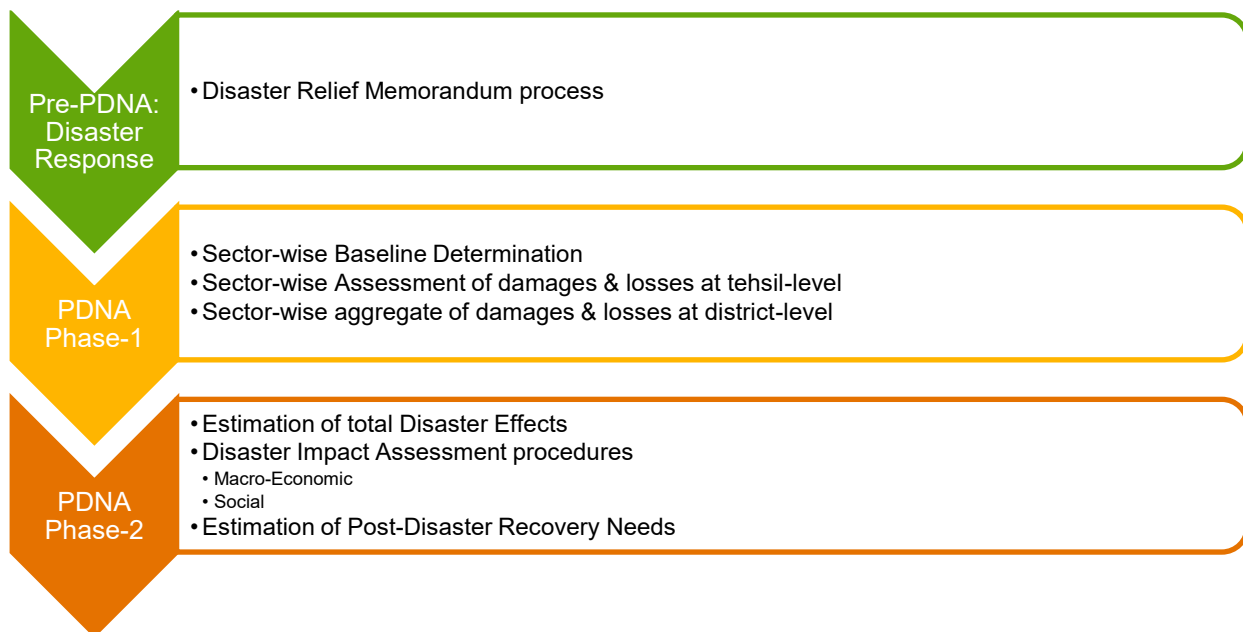 Pre-PDNA:
Disaster
Response
• Disaster Relief Memorandum process
PDNA
Phase-1
• Sector-wise Baseline Determination
• Sector-wise Assessment of damages & losses at tehsil-level
• Sector-wise aggregate of damages & losses at district-level
PDNA
Phase-2
• Estimation of total Disaster Effects
• Disaster Impact Assessment procedures
• Macro-Economic
• Social
• Estimation of Post-Disaster Recovery Needs